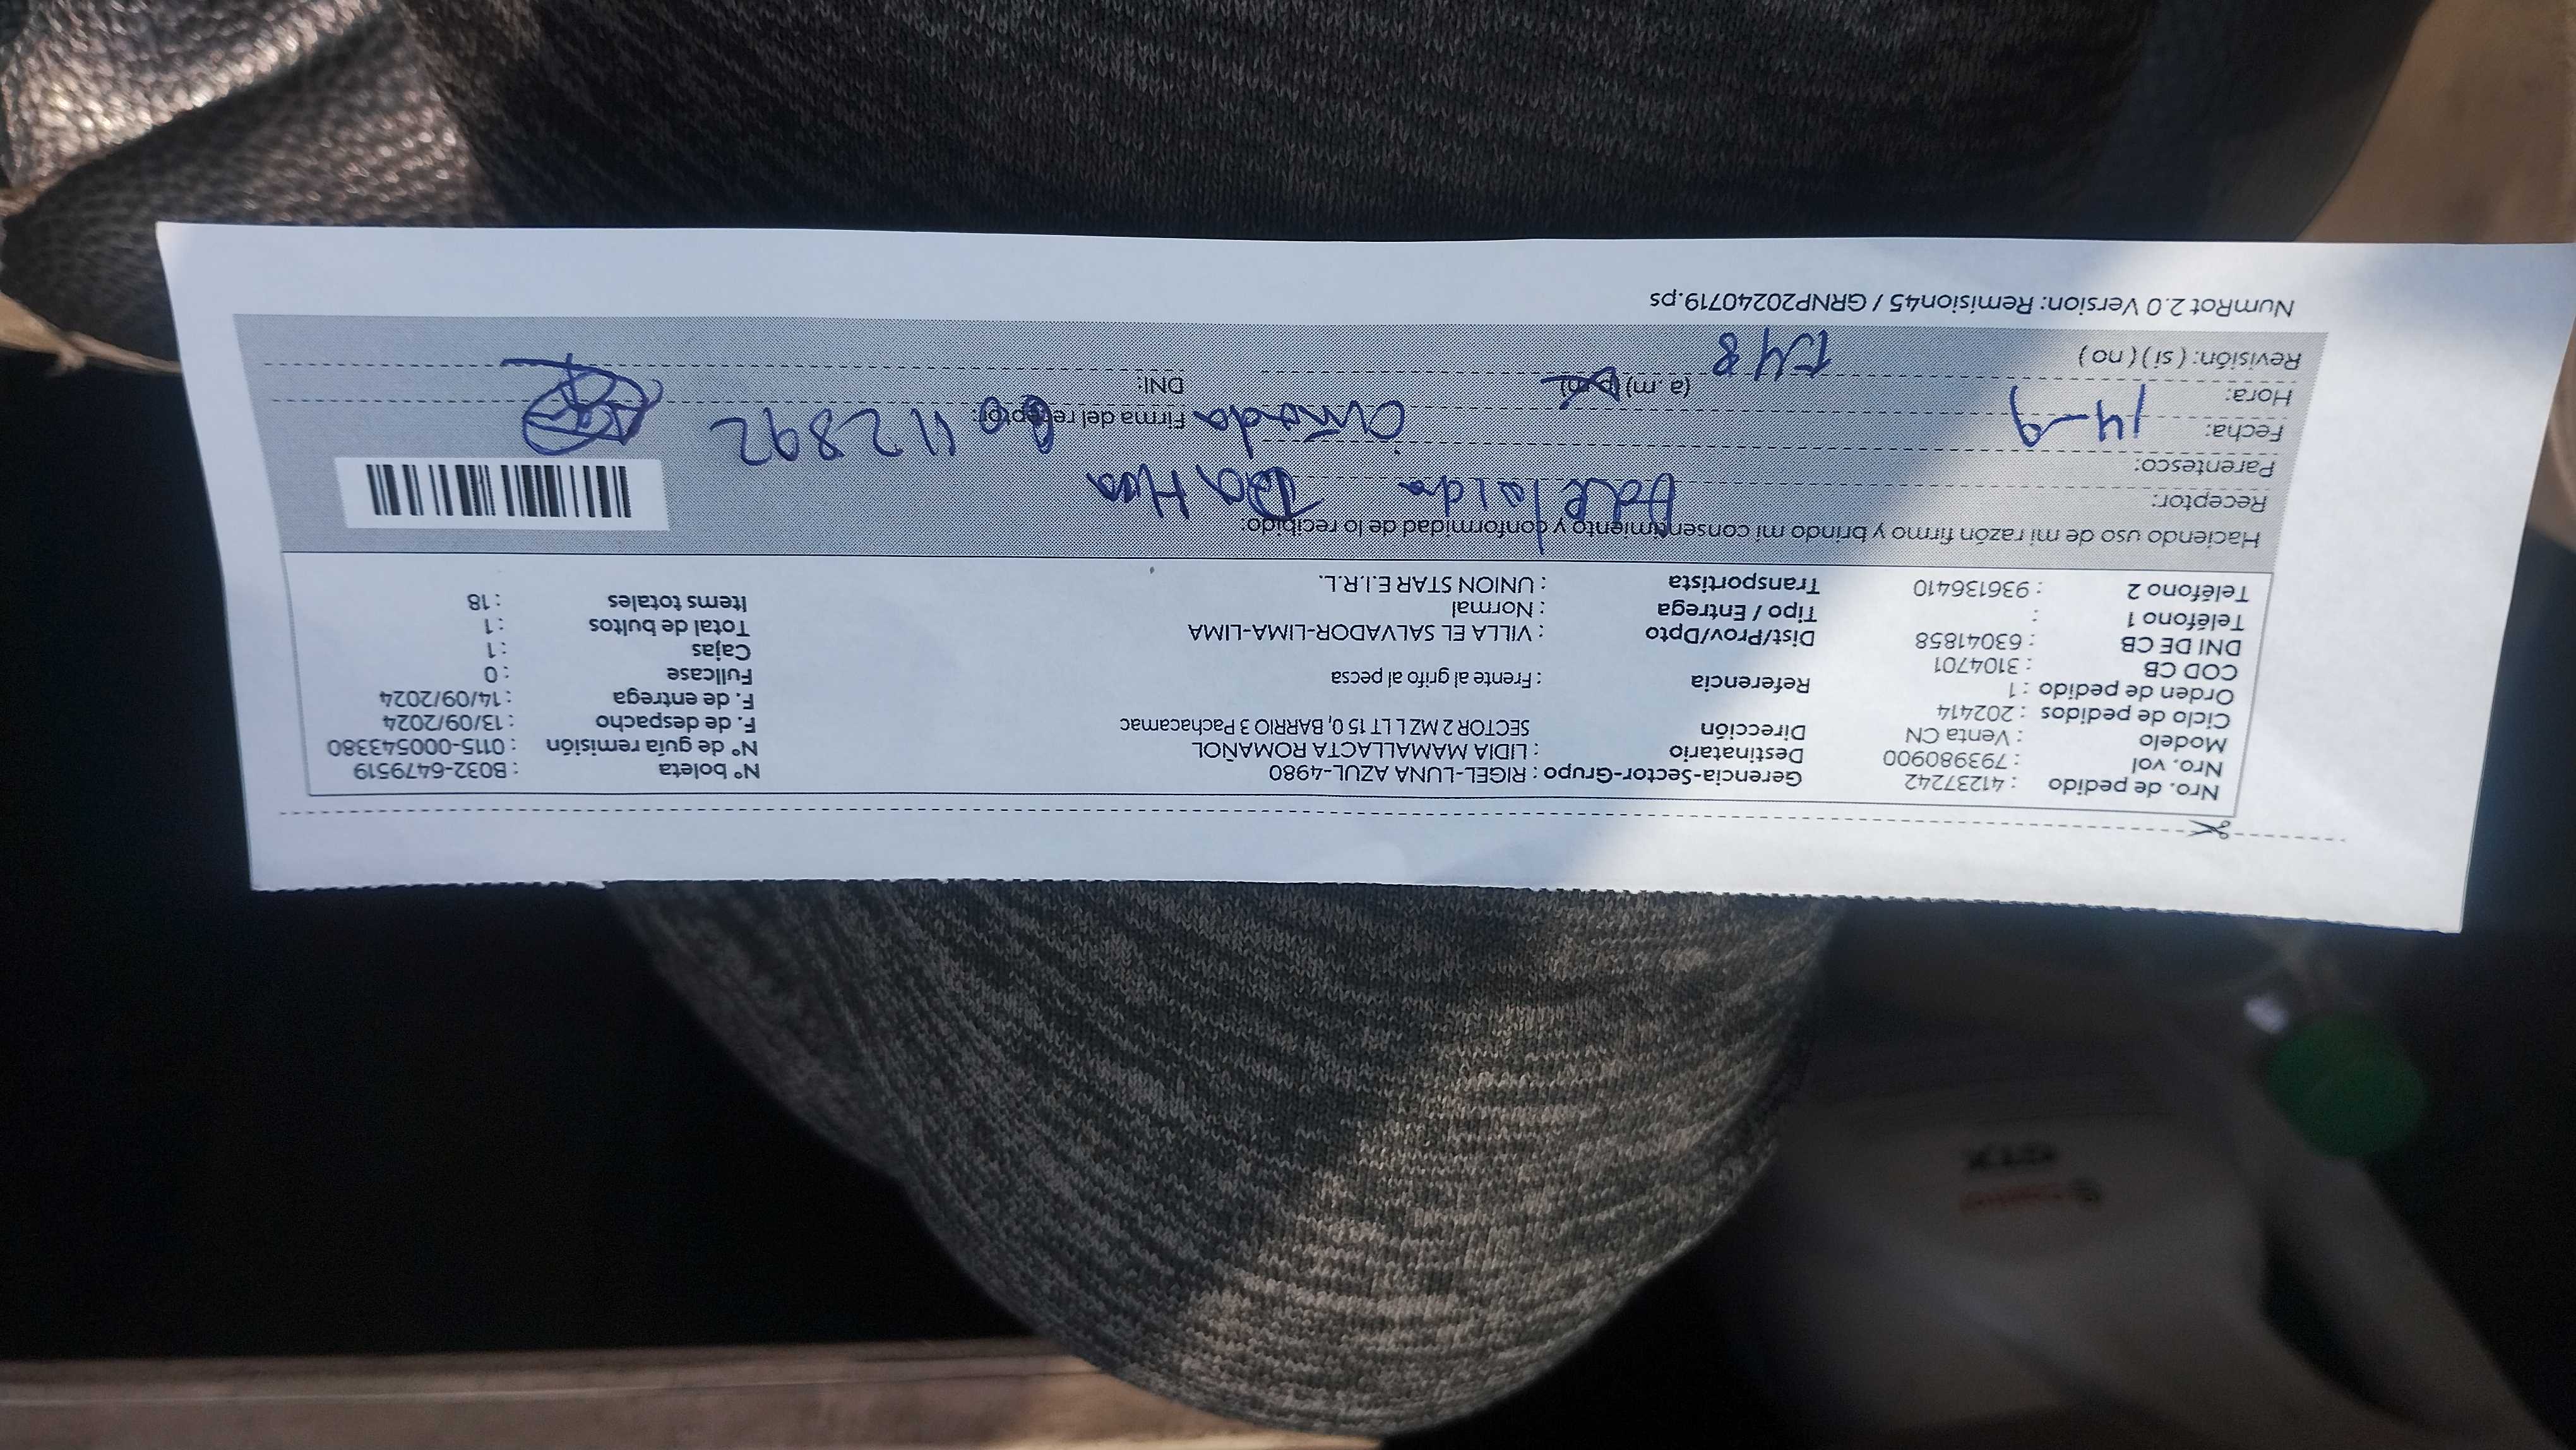 Nro. de pedido : 41237242
Nro. vol : 793980900
Modelo : Venta CN
Ciclo de pedidos : 202414
Orden de pedido : 1
COD CB : 3104701
DNI DE CB : 63041858
Teléfono 1 :
Teléfono 2 : 936136410
Gerencia-Sector-Grupo : RIGEL-LUNA AZUL-4980
Destinatario : LIDIA MAMALLACTA ROMAÑOL
Dirección SECTOR 2 MZ L LT 15 0, BARRIO 3 Pachacamac
Referencia : Frente al grifo al pecsa
Dist/Prov/Dpto : VILLA EL SALVADOR-LIMA-LIMA
Tipo / Entrega : Normal
Transportista : UNION STAR E.I.R.L.
N° boleta : B032-6479519
N° de guía remisión : 0115-000543380
F. de despacho : 13/09/2024
F. de entrega : 14/09/2024
Fullcase : 0
Cajas : 1
Total de bultos : 1
Items totales : 18
Haciendo uso de mi razón firmo y brindo mi consentimiento y conformidad de lo recibido:
Receptor: Adelaida
Parentesco:
Fecha: 14-9
Hora: (a. m) (p.m)
Revisión: ( si ) ( no )
Firma del receptor:
DNI:
NumRot 2.0 Version: Remision45 / GRNP20240719.ps